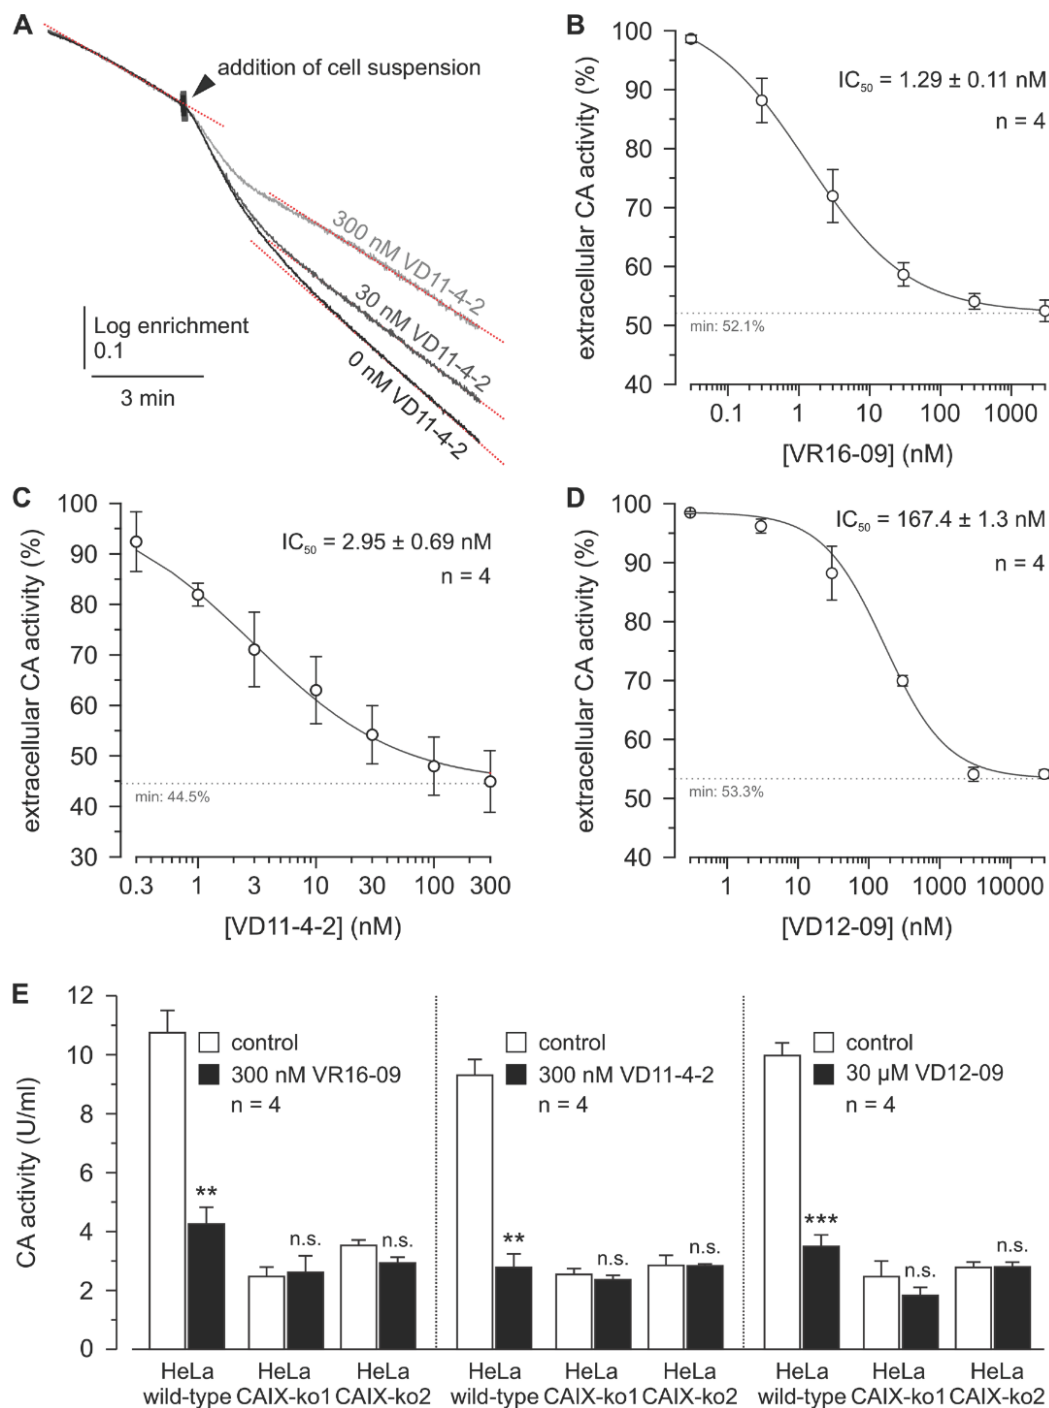 A
addition of cell suspension
300 nM VD11-4-2
30 nM VD11-4-2
0 nM VD11-4-2
Log enrichment
0.1
3 min
B
extracellular CA activity (%)
100
90
80
70
60
50
40
IC₅₀ = 1.29 ± 0.11 nM
n = 4
min: 52.1%
0.1 1 10 100 1000
[VR16-09] (nM)
C
extracellular CA activity (%)
100
90
80
70
60
50
40
30
IC₅₀ = 2.95 ± 0.69 nM
n = 4
min: 44.5%
0.3 1 3 10 30 100 300
[VD11-4-2] (nM)
D
extracellular CA activity (%)
100
90
80
70
60
50
40
IC₅₀ = 167.4 ± 1.3 nM
n = 4
min: 53.3%
1 10 100 1000 10000
[VD12-09] (nM)
E
CA activity (U/ml)
12
10
8
6
4
2
0
control
300 nM VR16-09
n = 4
** n.s. n.s.
control
300 nM VD11-4-2
n = 4
** n.s. n.s.
control
30 µM VD12-09
n = 4
*** n.s. n.s.
HeLa HeLa HeLa HeLa HeLa HeLa HeLa HeLa HeLa
wild-type CAIX-ko1 CAIX-ko2 wild-type CAIX-ko1 CAIX-ko2 wild-type CAIX-ko1 CAIX-ko2